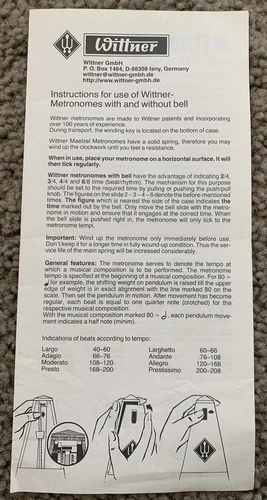 Wittner
Wittner GmbH
P. O. Box 1464, D-88308 Isny, Germany
wittner@wittner-gmbh.de
http://www.wittner-gmbh.de
Instructions for use of Wittner-
Metronomes with and without bell
Wittner metronomes are made to Wittner patents and incorporating
over 100 years of experience.
During transport, the winding key is located on the bottom of case.
Wittner Maelzel Metronomes have a solid spring, therefore you may
wind up the clockwork until you feel a resistance.
When in use, place your metronome on a horizontal surface. It will
then tick regularly.
Wittner metronomes with bell have the advantage of indicating 2/4,
3/4, 4/4 and 6/8 time (beat/rhythm). The mechanism for this purpose
should be set to the required time by pulling or pushing the push/pull
knob. The figures on the slide 2–3–4–6 denote the before-mentioned
times. The figure which is nearest the side of the case indicates the
time marked out by the bell. Only move the bell slide with the metro-
nome in motion and ensure that it engages at the correct time. When
the bell slide is pushed right in, the metronome will only tick to the
metronome tempi.
Important: Wind up the metronome only immediately before use.
Don't keep it for a longer time in fully wound up condition. Thus the ser-
vice life of the main spring will be increased considerably.
General features: The metronome serves to denote the tempo at
which a musical composition is to be performed. The metronome
tempo is specified at the beginning of a musical composition. For 80 =
♩ for example, the shifting weight on pendulum is raised till the upper
edge of weight is in exact alignment with the line marked 80 on the
scale. Then set the pendulum in motion. After movement has become
regular, each beat is equal to one quarter note (crotchet) for the
respective musical composition.
With the musical composition marked 80 = 𝅗𝅥, each pendulum move-
ment indicates a half note (minim).
Indications of beats according to tempo:
Largo 40–60 Larghetto 60–66
Adagio 66–76 Andante 76–108
Moderato 108–120 Allegro 120–168
Presto 168–200 Prestissimo 200–208